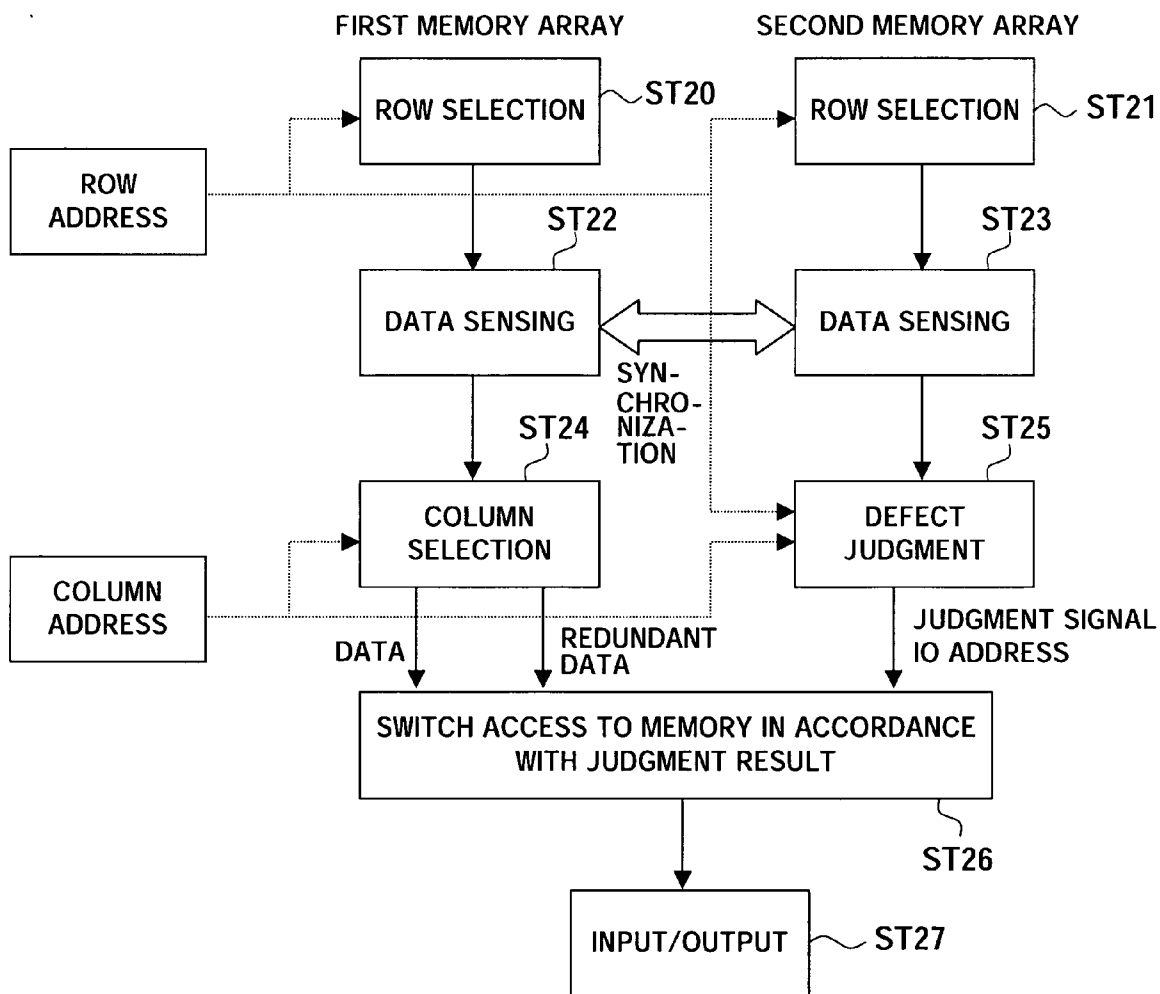 FIRST MEMORY ARRAY
SECOND MEMORY ARRAY
ROW SELECTION
ST20
ROW SELECTION
ST21
ROW
ADDRESS
ST22
ST23
DATA SENSING
DATA SENSING
SYN-
CHRO-
NIZA-
TION
ST24
ST25
COLUMN
SELECTION
DEFECT
JUDGMENT
COLUMN
ADDRESS
DATA
REDUNDANT
DATA
JUDGMENT SIGNAL
IO ADDRESS
SWITCH ACCESS TO MEMORY IN ACCORDANCE
WITH JUDGMENT RESULT
ST26
INPUT/OUTPUT
ST27